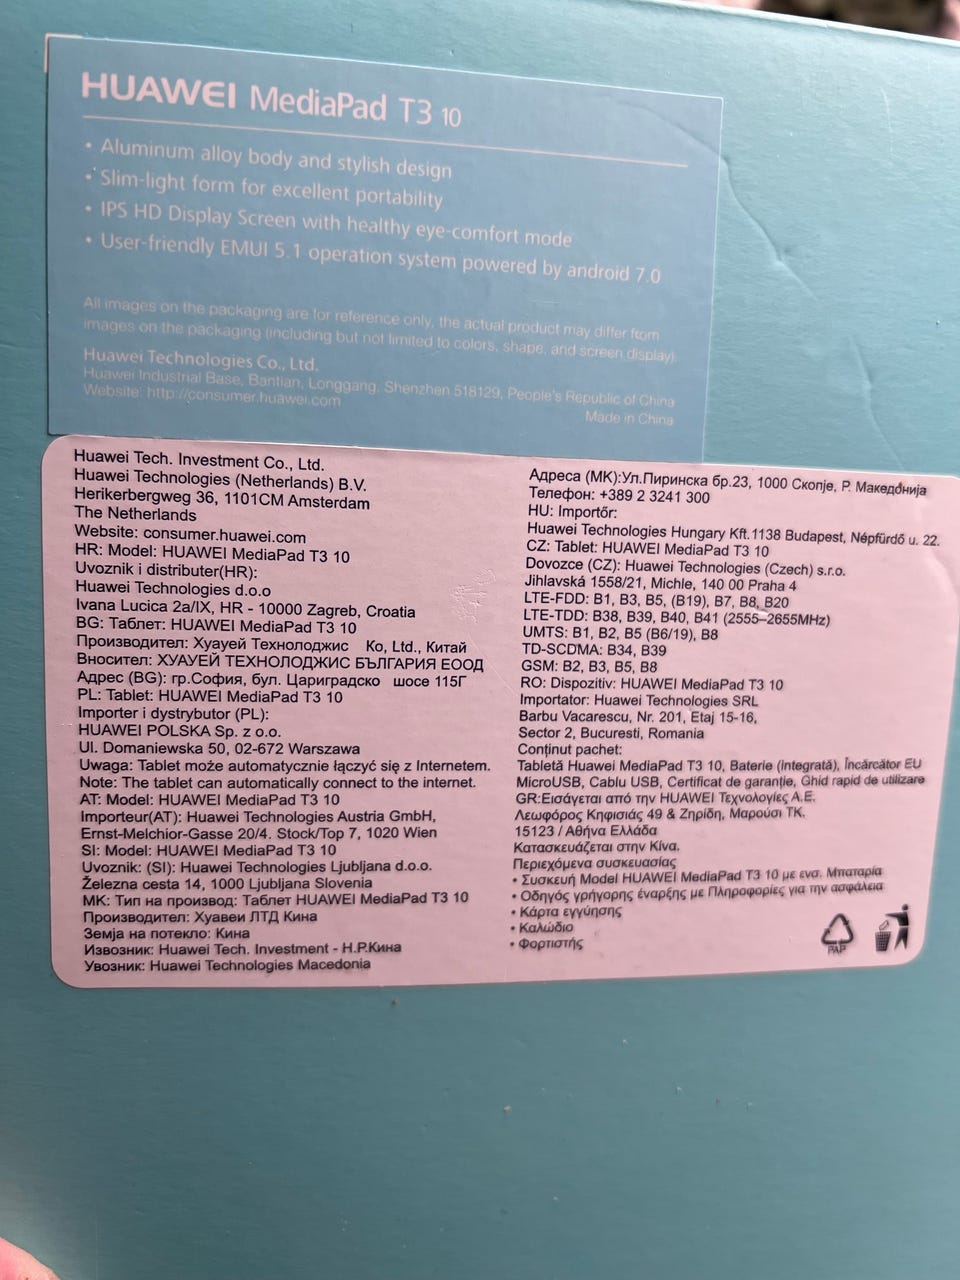 HUAWEI MediaPad T3 10
• Aluminum alloy body and stylish design
• Slim-light form for excellent portability
• IPS HD Display Screen with healthy eye-comfort mode
• User-friendly EMUI 5.1 operation system powered by android 7.0
All images on the packaging are for reference only, the actual product may differ from
images on the packaging (including but not limited to colors, shape, and screen display)
Huawei Technologies Co., Ltd.
Huawei Industrial Base, Bantian, Longgang, Shenzhen 518129, People's Republic of China
Website: http://consumer.huawei.com
Made in China
Huawei Tech. Investment Co., Ltd.
Huawei Technologies (Netherlands) B.V.
Herikerbergweg 36, 1101CM Amsterdam
The Netherlands
Website: consumer.huawei.com
HR: Model: HUAWEI MediaPad T3 10
Uvoznik i distributer(HR):
Huawei Technologies d.o.o
Ivana Lucica 2a/IX, HR - 10000 Zagreb, Croatia
BG: Таблет: HUAWEI MediaPad T3 10
Производител: Хуауей Технолоджис Ko, Ltd., Китай
Вносител: ХУАУЕЙ ТЕХНОЛОДЖИС БЪЛГАРИЯ ЕООД
Адрес (BG): гр.София, бул. Цариградско шосе 115Г
PL: Tablet: HUAWEI MediaPad T3 10
Importer i dystrybutor (PL):
HUAWEI POLSKA Sp. z o.o.
Ul. Domaniewska 50, 02-672 Warszawa
Uwaga: Tablet może automatycznie łączyć się z Internetem.
Note: The tablet can automatically connect to the internet.
AT: Model: HUAWEI MediaPad T3 10
Importeur(AT): Huawei Technologies Austria GmbH,
Ernst-Melchior-Gasse 20/4. Stock/Top 7, 1020 Wien
SI: Model: HUAWEI MediaPad T3 10
Uvoznik: (SI): Huawei Technologies Ljubljana d.o.o.
Železna cesta 14, 1000 Ljubljana Slovenia
MK: Тип на производ: Таблет HUAWEI MediaPad T3 10
Производител: Хуавеи ЛТД Кина
Земја на потекло: Кина
Извозник: Huawei Tech. Investment - Н.Р.Кина
Увозник: Huawei Technologies Macedonia
Адреса (МК):Ул.Пиринска бр.23, 1000 Скопје, Р. Македонија
Телефон: +389 2 3241 300
HU: Importőr:
Huawei Technologies Hungary Kft.1138 Budapest, Népfürdő u. 22.
CZ: Tablet: HUAWEI MediaPad T3 10
Dovozce (CZ): Huawei Technologies (Czech) s.r.o.
Jihlavská 1558/21, Michle, 140 00 Praha 4
LTE-FDD: B1, B3, B5, (B19), B7, B8, B20
LTE-TDD: B38, B39, B40, B41 (2555–2655MHz)
UMTS: B1, B2, B5 (B6/19), B8
TD-SCDMA: B34, B39
GSM: B2, B3, B5, B8
RO: Dispozitiv: HUAWEI MediaPad T3 10
Importator: Huawei Technologies SRL
Barbu Vacarescu, Nr. 201, Etaj 15-16,
Sector 2, Bucuresti, Romania
Conținut pachet:
Tabletă Huawei MediaPad T3 10, Baterie (Integrată), Încărcător EU
MicroUSB, Cablu USB, Certificat de garanție, Ghid rapid de utilizare
GR:Εισάγεται από την HUAWEI Τεχνολογίες Α.Ε.
Λεωφόρος Κηφισιάς 49 & Ζηρίδη, Μαρούσι ΤΚ.
15123 / Αθήνα Ελλάδα
Κατασκευάζεται στην Κίνα.
Περιεχόμενα συσκευασίας
• Συσκευή Model HUAWEI MediaPad T3 10 με ενσ. Μπαταρία
• Οδηγός γρήγορης έναρξης με Πληροφορίες για την ασφάλεια
• Κάρτα εγγύησης
• Καλώδιο
• Φορτιστής
PAP